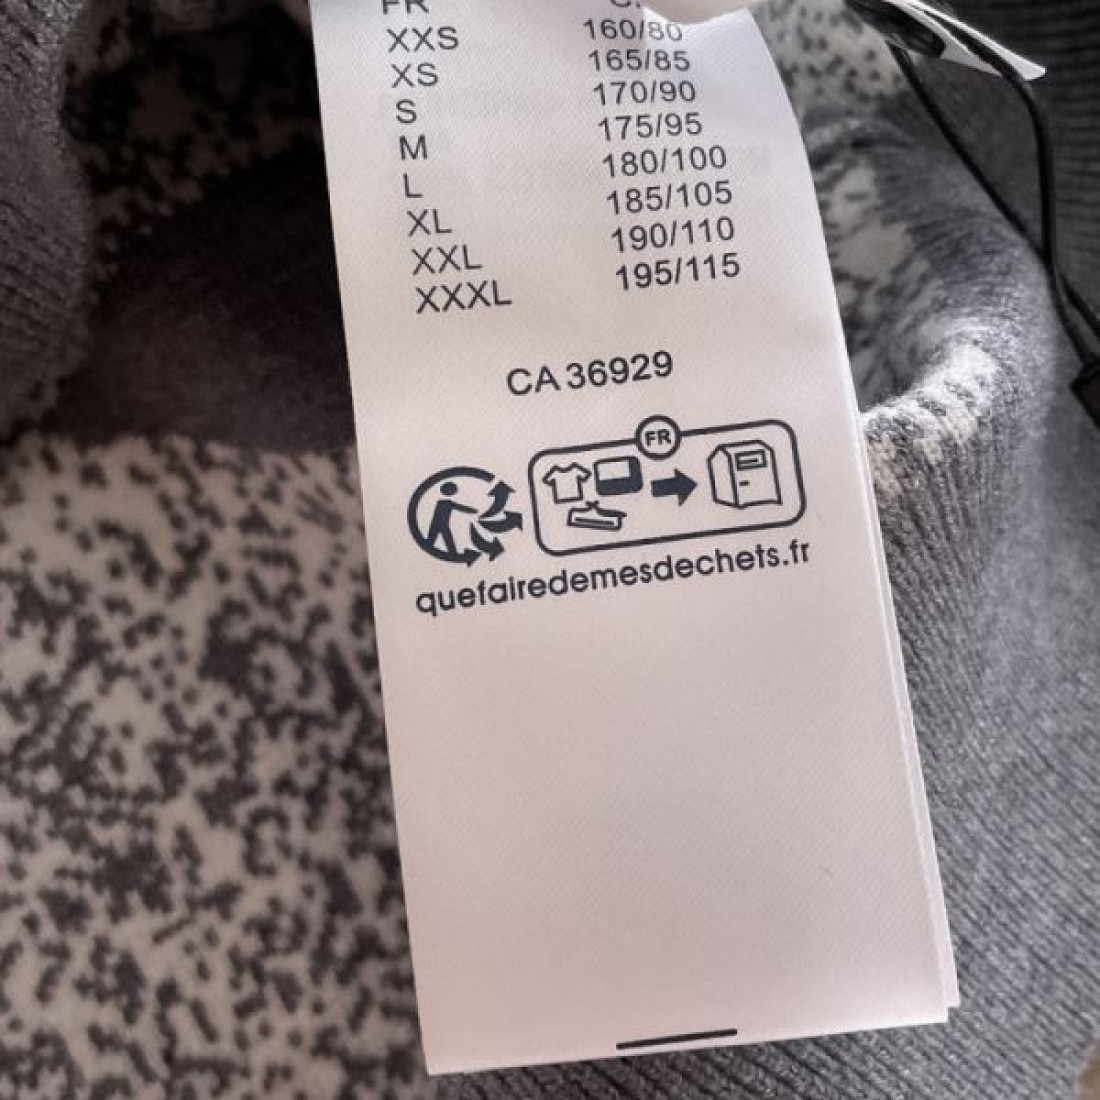 FR
XXS 160/80
XS 165/85
S 170/90
M 175/95
L 180/100
XL 185/105
XXL 190/110
XXXL 195/115
CA 36929
FR
quefairedemesdechets.fr